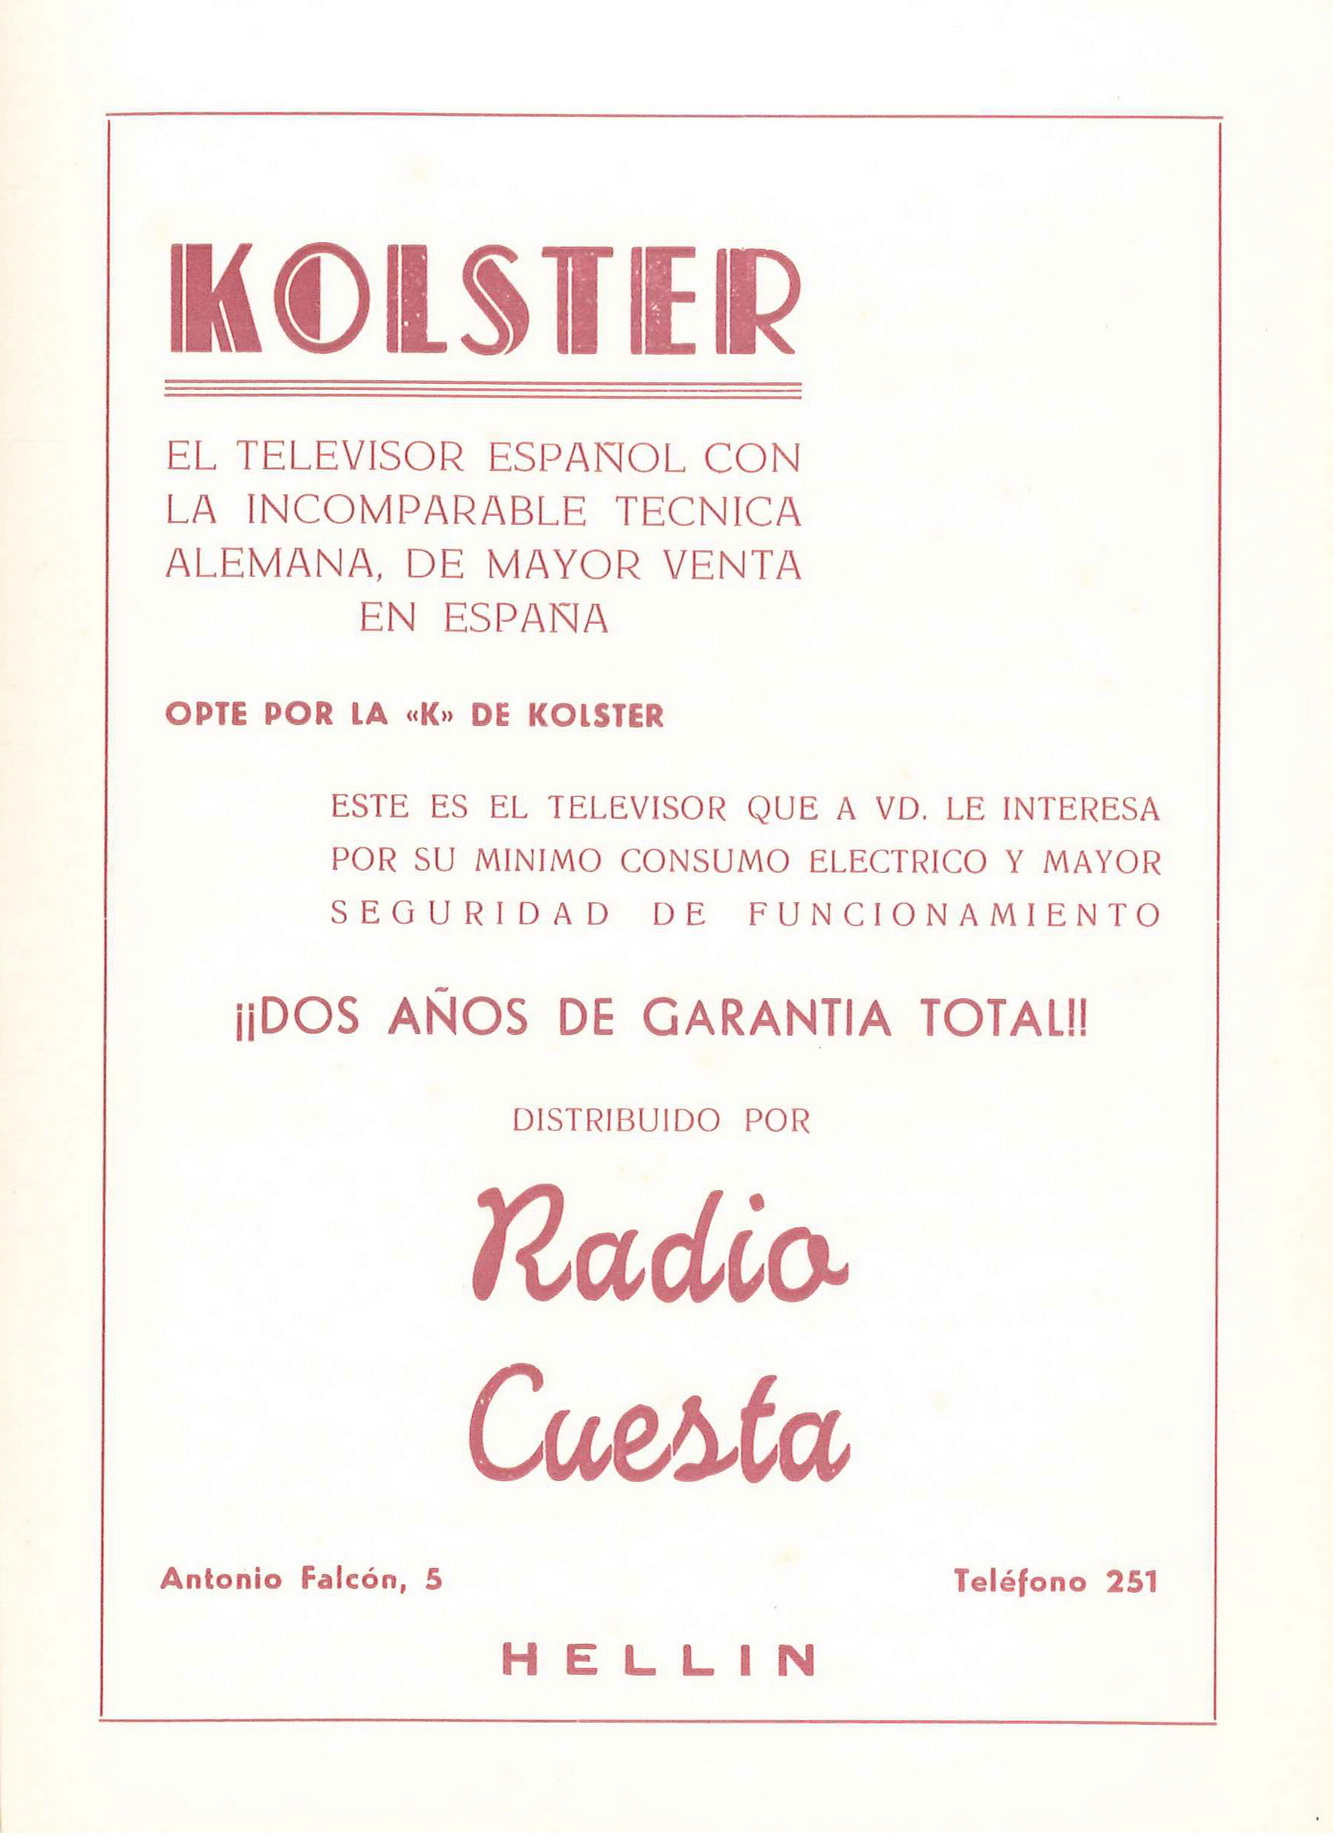 KOLSTER
EL TELEVISOR ESPAÑOL CON
LA INCOMPARABLE TECNICA
ALEMANA, DE MAYOR VENTA
EN ESPAÑA
OPTE POR LA «K» DE KOLSTER
ESTE ES EL TELEVISOR QUE A VD. LE INTERESA
POR SU MINIMO CONSUMO ELECTRICO Y MAYOR
SEGURIDAD DE FUNCIONAMIENTO
¡¡DOS AÑOS DE GARANTIA TOTAL!!
DISTRIBUIDO POR
Radio
Cuesta
Antonio Falcón, 5
Teléfono 251
HELLIN